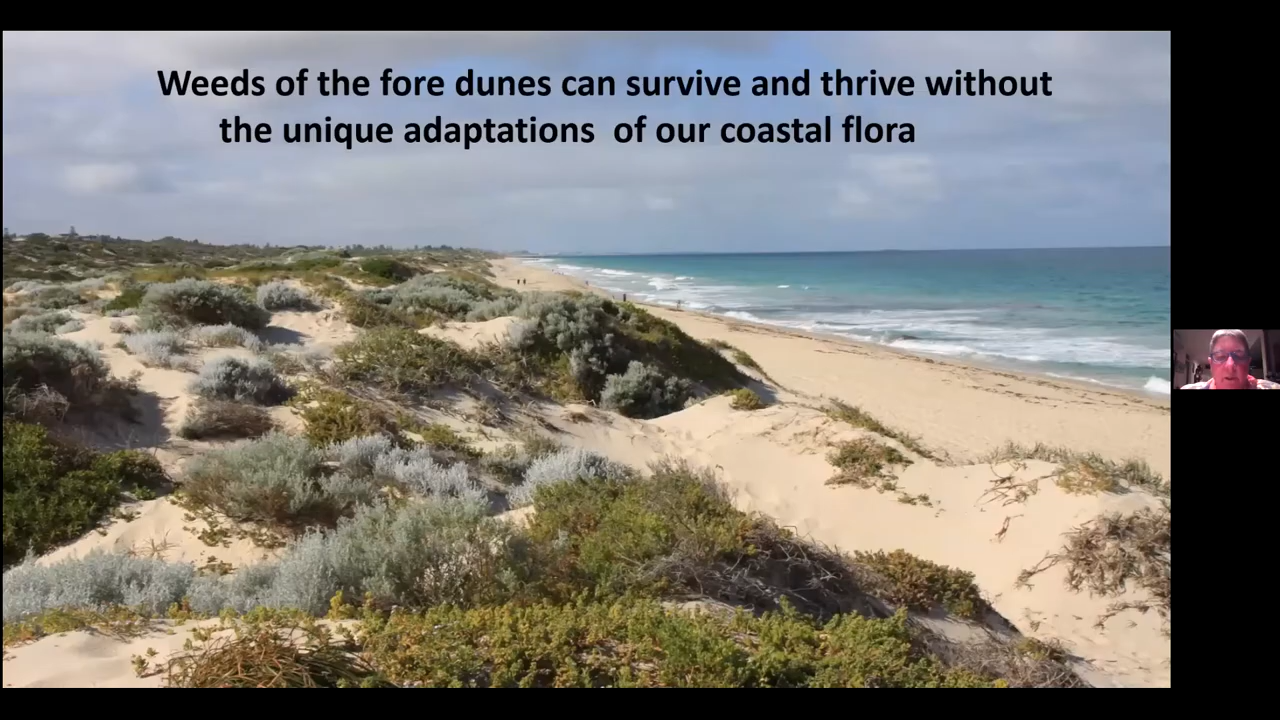 Weeds of the fore dunes can survive and thrive without
the unique adaptations  of our coastal flora